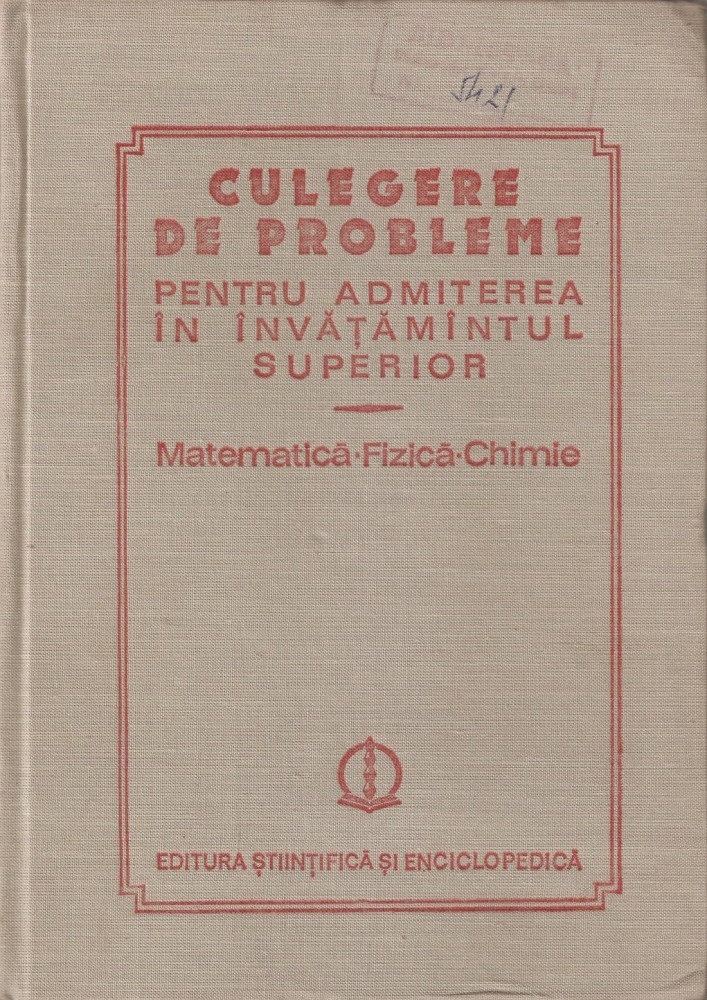 CULEGERE
DE PROBLEME
PENTRU ADMITEREA
ÎN ÎNVĂȚĂMÎNTUL
SUPERIOR
Matematică·Fizică·Chimie
EDITURA ȘTIINȚIFICĂ ȘI ENCICLOPEDICĂ